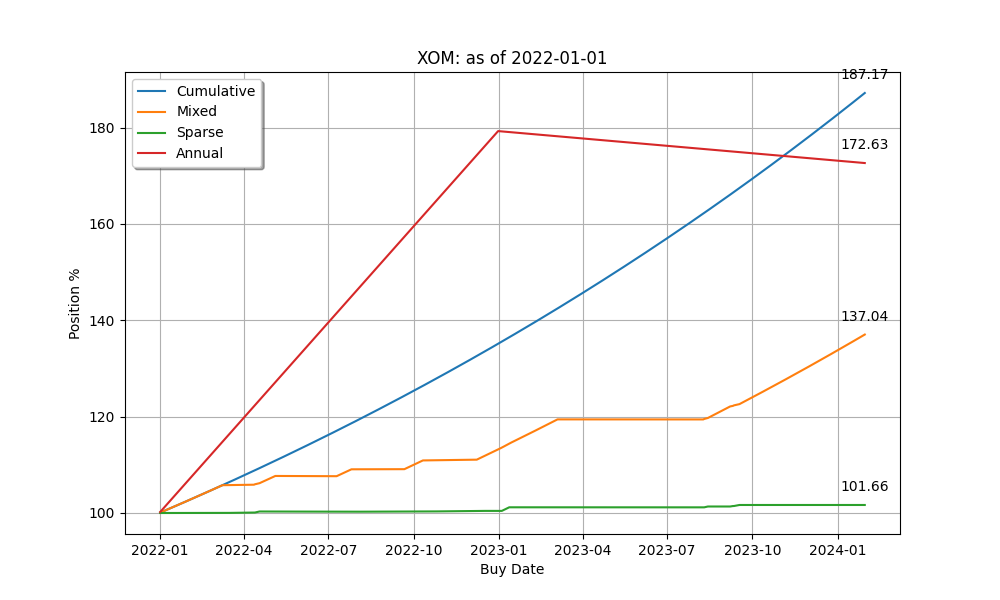 XOM: as of 2022-01-01
187.17
Cumulative
Mixed
Sparse
Annual
172.63
137.04
101.66
180
160
140
120
100
Position %
2022-01 2022-04 2022-07 2022-10 2023-01 2023-04 2023-07 2023-10 2024-01
Buy Date